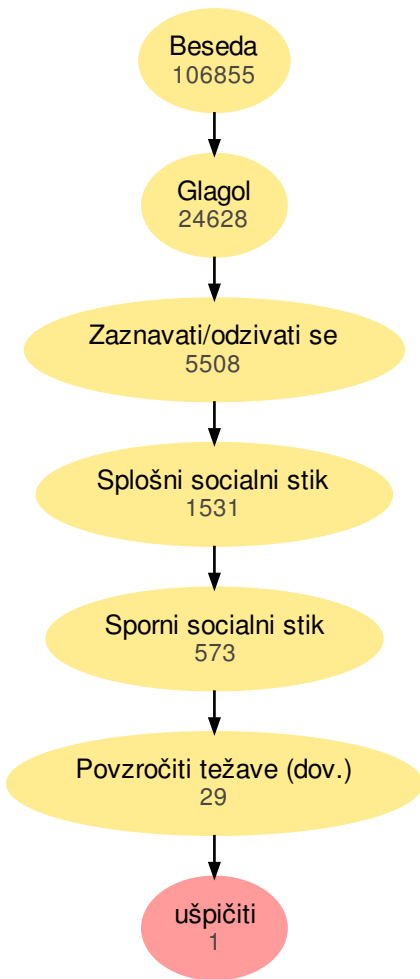 Beseda
106855
Glagol
24628
Zaznavati/odzivati se
5508
Splošni socialni stik
1531
Sporni socialni stik
573
Povzročiti težave (dov.)
29
ušpičiti
1